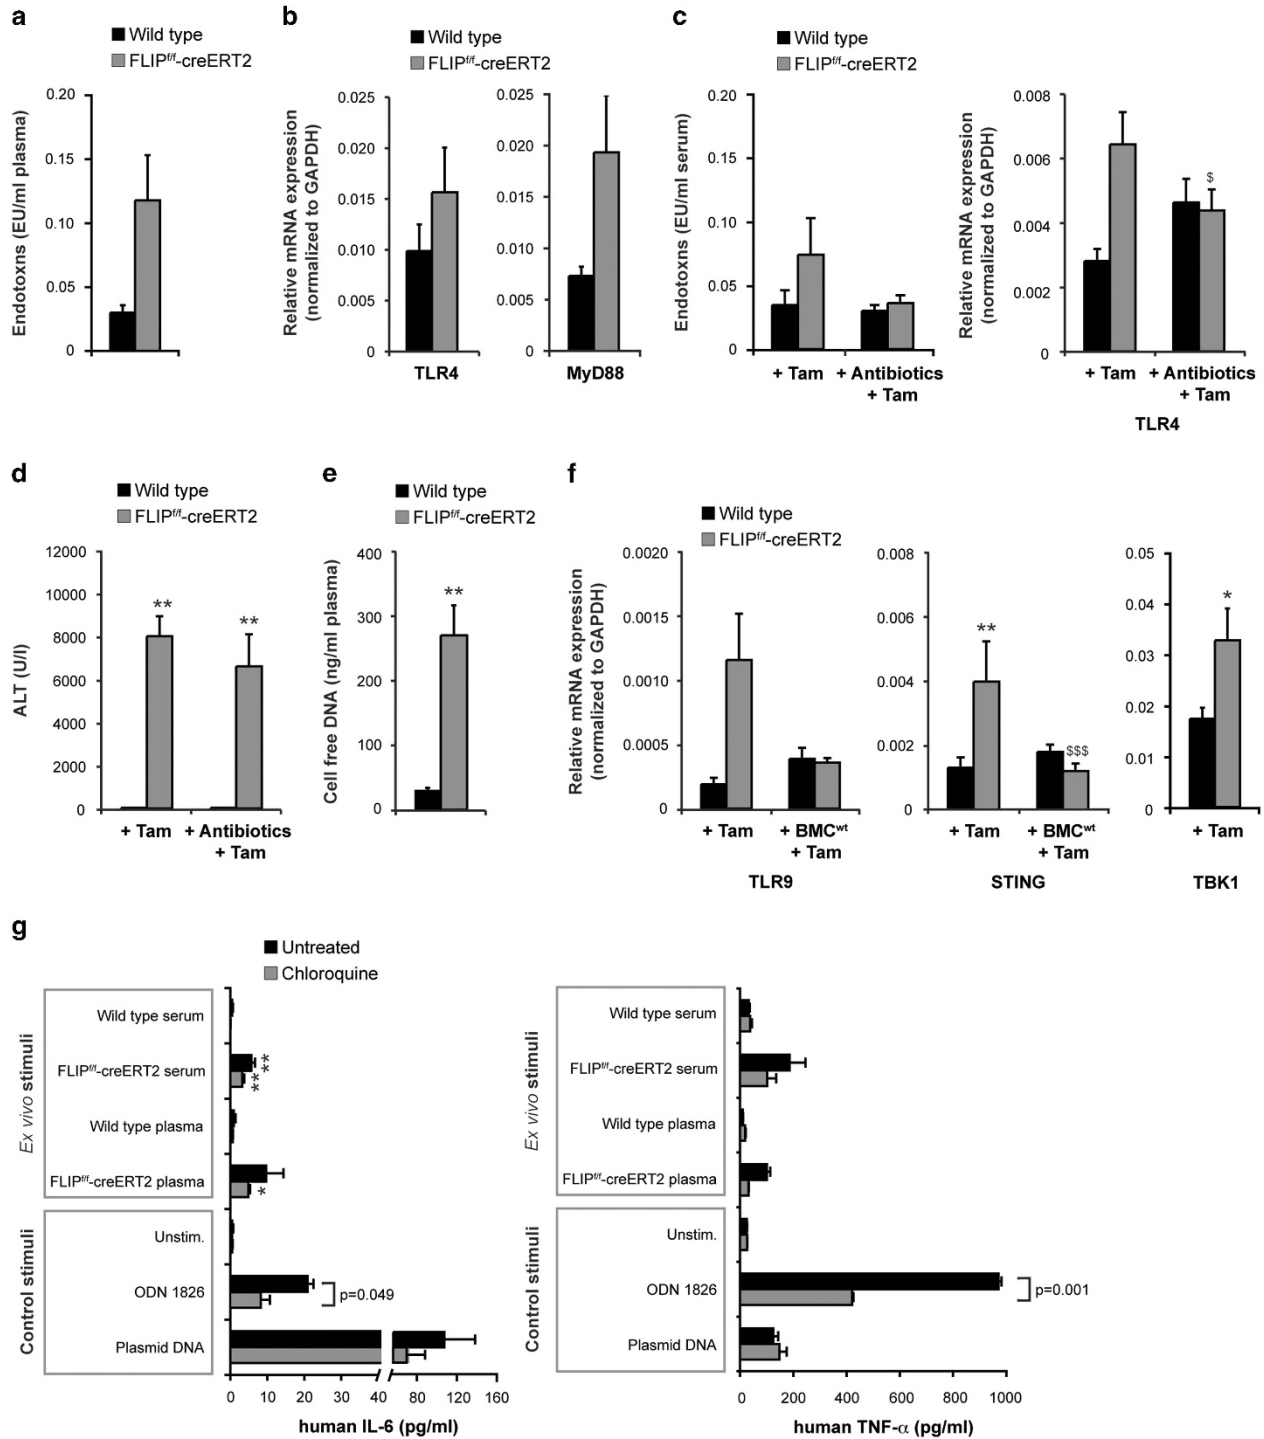 a
Wild type
FLIPf/f-creERT2
Endotoxns (EU/ml plasma)
0.20
0.15
0.10
0.05
0
b
Wild type
FLIPf/f-creERT2
Relative mRNA expression
(normalized to GAPDH)
0.025
0.020
0.015
0.010
0.005
0
TLR4
0.025
0.020
0.015
0.010
0.005
0
MyD88
c
Wild type
FLIPf/f-creERT2
Endotoxns (EU/ml serum)
0.20
0.15
0.10
0.05
0
+ Tam
+ Antibiotics
+ Tam
Relative mRNA expression
(normalized to GAPDH)
0.008
0.006
0.004
0.002
0
$
+ Tam
+ Antibiotics
+ Tam
TLR4
d
Wild type
FLIPf/f-creERT2
ALT (U/l)
12000
10000
8000
6000
4000
2000
0
**
**
+ Tam
+ Antibiotics
+ Tam
e
Wild type
FLIPf/f-creERT2
Cell free DNA (ng/ml plasma)
400
300
200
100
0
**
f
Wild type
FLIPf/f-creERT2
Relative mRNA expression
(normalized to GAPDH)
0.0020
0.0015
0.0010
0.0005
0
+ Tam
+ BMCwt
+ Tam
TLR9
0.008
0.006
0.004
0.002
0
**
$$$
+ Tam
+ BMCwt
+ Tam
STING
0.05
0.04
0.03
0.02
0.01
0
*
+ Tam
TBK1
g
Untreated
Chloroquine
Ex vivo stimuli
Wild type serum
FLIPf/f-creERT2 serum
**
**
Wild type plasma
FLIPf/f-creERT2 plasma
*
Control stimuli
Unstim.
ODN 1826
p=0.049
Plasmid DNA
0 10 20 30 40 80 120 160
human IL-6 (pg/ml)
Ex vivo stimuli
Wild type serum
FLIPf/f-creERT2 serum
Wild type plasma
FLIPf/f-creERT2 plasma
Control stimuli
Unstim.
ODN 1826
p=0.001
Plasmid DNA
0 200 400 600 800 1000
human TNF-α (pg/ml)